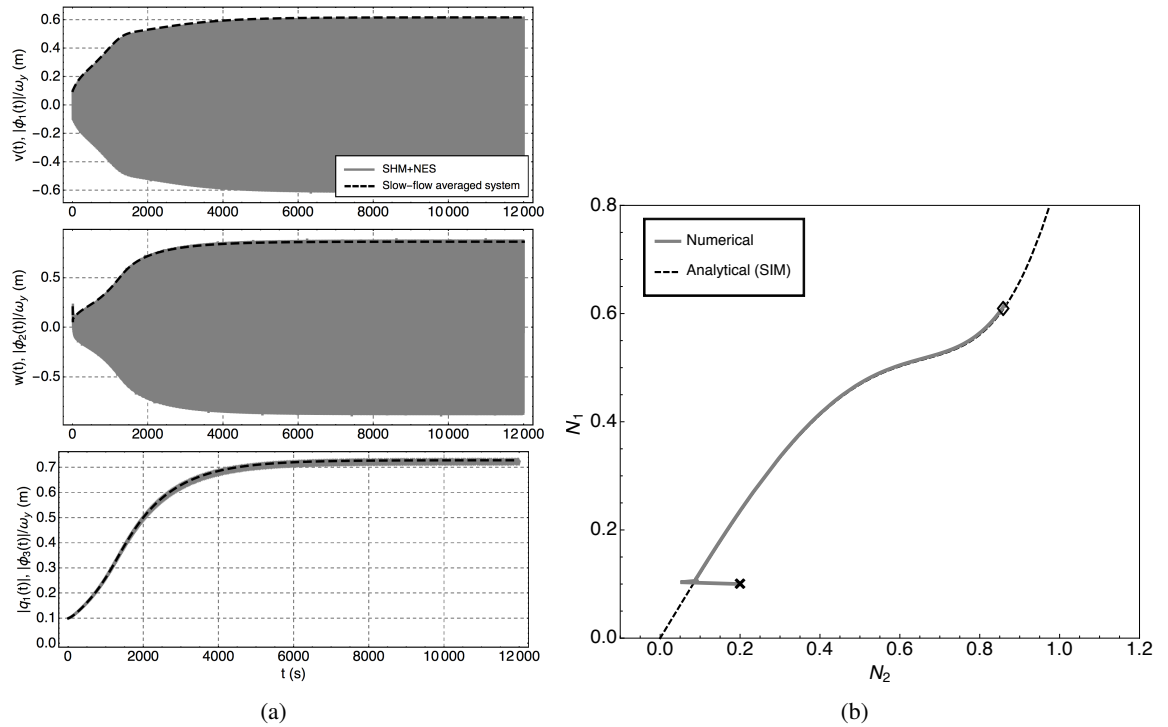 0.6
0.4
0.2
0.0
−0.2
−0.4
−0.6
v(t), |ϕ1(t)|/ωy (m)
SHM+NES
Slow−flow averaged system
0 2000 4000 6000 8000 10 000 12 000
0.5
0.0
−0.5
w(t), |ϕ2(t)|/ωy (m)
0 2000 4000 6000 8000 10 000 12 000
0.7
0.6
0.5
0.4
0.3
0.2
0.1
0.0
|q1(t)|, |ϕ3(t)|/ωy (m)
0 2000 4000 6000 8000 10 000 12 000
t (s)
(a)
0.8
0.6
0.4
0.2
0.0
N1
Numerical
Analytical (SIM)
0.0 0.2 0.4 0.6 0.8 1.0 1.2
N2
(b)